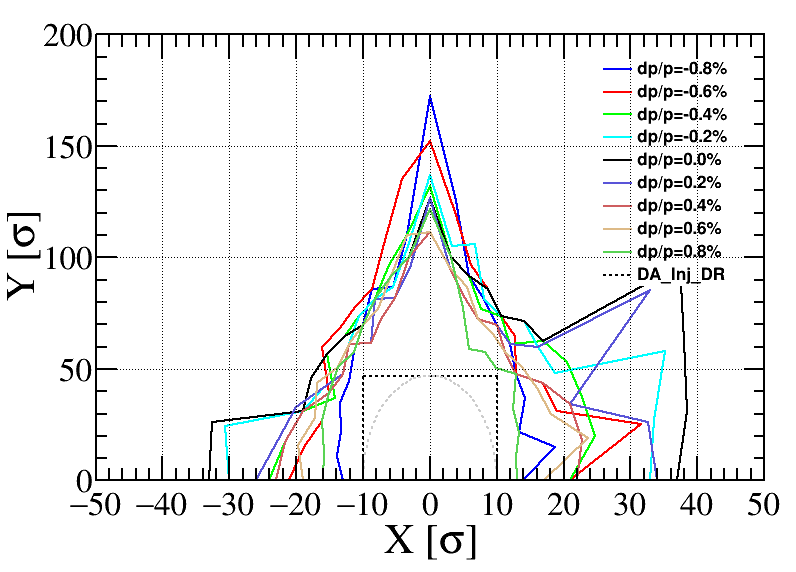 200
150
100
50
0
Y [σ]
dp/p=-0.8%
dp/p=-0.6%
dp/p=-0.4%
dp/p=-0.2%
dp/p=0.0%
dp/p=0.2%
dp/p=0.4%
dp/p=0.6%
dp/p=0.8%
DA_Inj_DR
−50 −40 −30 −20 −10 0 10 20 30 40 50
X [σ]